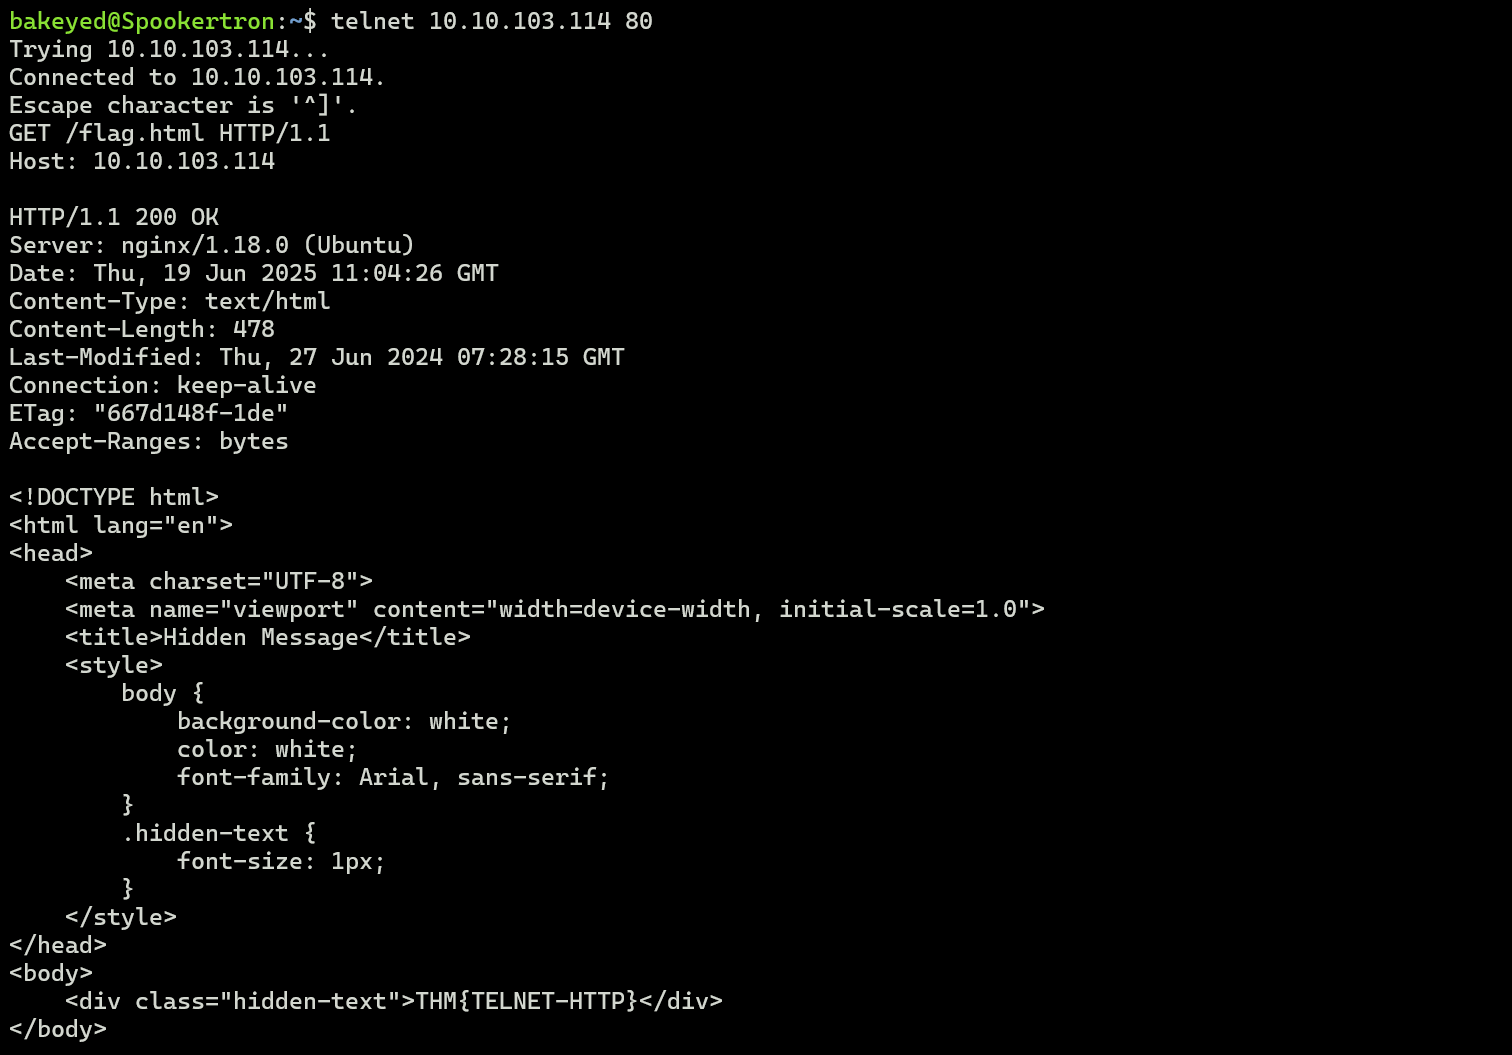 bakeyed@Spookertron:~$ telnet 10.10.103.114 80
Trying 10.10.103.114...
Connected to 10.10.103.114.
Escape character is '^]'.
GET /flag.html HTTP/1.1
Host: 10.10.103.114

HTTP/1.1 200 OK
Server: nginx/1.18.0 (Ubuntu)
Date: Thu, 19 Jun 2025 11:04:26 GMT
Content-Type: text/html
Content-Length: 478
Last-Modified: Thu, 27 Jun 2024 07:28:15 GMT
Connection: keep-alive
ETag: "667d148f-1de"
Accept-Ranges: bytes

<!DOCTYPE html>
<html lang="en">
<head>
    <meta charset="UTF-8">
    <meta name="viewport" content="width=device-width, initial-scale=1.0">
    <title>Hidden Message</title>
    <style>
        body {
            background-color: white;
            color: white;
            font-family: Arial, sans-serif;
        }
        .hidden-text {
            font-size: 1px;
        }
    </style>
</head>
<body>
    <div class="hidden-text">THM{TELNET-HTTP}</div>
</body>